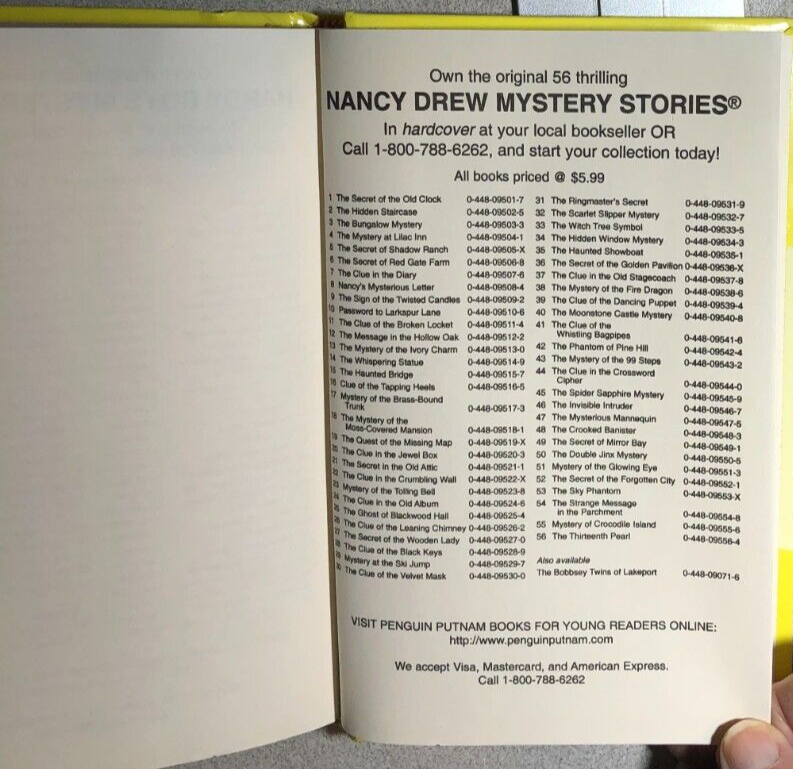 Own the original 56 thrilling
NANCY DREW MYSTERY STORIES®
In hardcover at your local bookseller OR
Call 1-800-788-6262, and start your collection today!
All books priced @ $5.99
1 The Secret of the Old Clock 0-448-09501-7
2 The Hidden Staircase 0-448-09502-5
3 The Bungalow Mystery 0-448-09503-3
4 The Mystery at Lilac Inn 0-448-09504-1
5 The Secret of Shadow Ranch 0-448-09505-X
6 The Secret of Red Gate Farm 0-448-09506-8
7 The Clue in the Diary 0-448-09507-6
8 Nancy's Mysterious Letter 0-448-09508-4
9 The Sign of the Twisted Candles 0-448-09509-2
10 Password to Larkspur Lane 0-448-09510-6
11 The Clue of the Broken Locket 0-448-09511-4
12 The Message in the Hollow Oak 0-448-09512-2
13 The Mystery of the Ivory Charm 0-448-09513-0
14 The Whispering Statue 0-448-09514-9
15 The Haunted Bridge 0-448-09515-7
16 Clue of the Tapping Heels 0-448-09516-5
17 Mystery of the Brass-Bound
Trunk 0-448-09517-3
18 The Mystery of the
Moss-Covered Mansion 0-448-09518-1
19 The Quest of the Missing Map 0-448-09519-X
20 The Clue in the Jewel Box 0-448-09520-3
21 The Secret in the Old Attic 0-448-09521-1
22 The Clue in the Crumbling Wall 0-448-09522-X
23 Mystery of the Tolling Bell 0-448-09523-8
24 The Clue in the Old Album 0-448-09524-6
25 The Ghost of Blackwood Hall 0-448-09525-4
26 The Clue of the Leaning Chimney 0-448-09526-2
27 The Secret of the Wooden Lady 0-448-09527-0
28 The Clue of the Black Keys 0-448-09528-9
29 Mystery at the Ski Jump 0-448-09529-7
30 The Clue of the Velvet Mask 0-448-09530-0
31 The Ringmaster's Secret 0-448-09531-9
32 The Scarlet Slipper Mystery 0-448-09532-7
33 The Witch Tree Symbol 0-448-09533-5
34 The Hidden Window Mystery 0-448-09534-3
35 The Haunted Showboat 0-448-09535-1
36 The Secret of the Golden Pavilion 0-448-09536-X
37 The Clue in the Old Stagecoach 0-448-09537-8
38 The Mystery of the Fire Dragon 0-448-09538-6
39 The Clue of the Dancing Puppet 0-448-09539-4
40 The Moonstone Castle Mystery 0-448-09540-8
41 The Clue of the
Whistling Bagpipes 0-448-09541-6
42 The Phantom of Pine Hill 0-448-09542-4
43 The Mystery of the 99 Steps 0-448-09543-2
44 The Clue in the Crossword
Cipher 0-448-09544-0
45 The Spider Sapphire Mystery 0-448-09545-9
46 The Invisible Intruder 0-448-09546-7
47 The Mysterious Mannequin 0-448-09547-5
48 The Crooked Banister 0-448-09548-3
49 The Secret of Mirror Bay 0-448-09549-1
50 The Double Jinx Mystery 0-448-09550-5
51 Mystery of the Glowing Eye 0-448-09551-3
52 The Secret of the Forgotten City 0-448-09552-1
53 The Sky Phantom 0-448-09553-X
54 The Strange Message
in the Parchment 0-448-09554-8
55 Mystery of Crocodile Island 0-448-09555-6
56 The Thirteenth Pearl 0-448-09556-4
Also available
The Bobbsey Twins of Lakeport 0-448-09071-6
VISIT PENGUIN PUTNAM BOOKS FOR YOUNG READERS ONLINE:
http://www.penguinputnam.com
We accept Visa, Mastercard, and American Express.
Call 1-800-788-6262